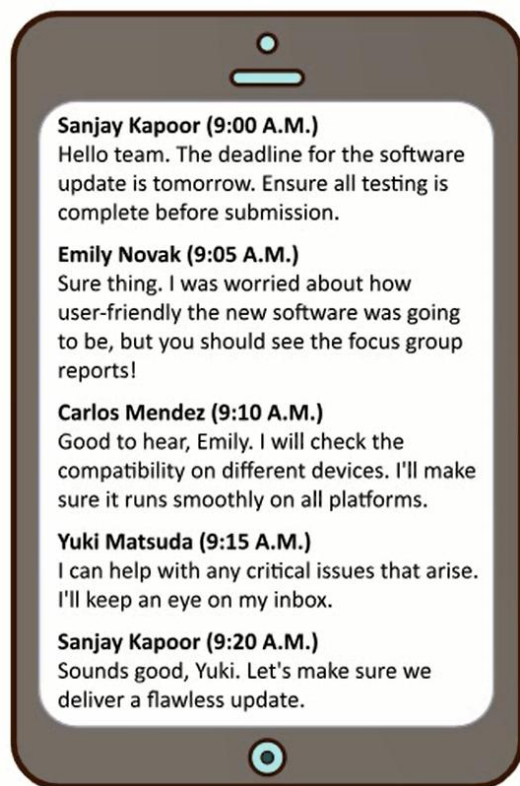 Sanjay Kapoor (9:00 A.M.)
Hello team. The deadline for the software
update is tomorrow. Ensure all testing is
complete before submission.
Emily Novak (9:05 A.M.)
Sure thing. I was worried about how
user-friendly the new software was going
to be, but you should see the focus group
reports!
Carlos Mendez (9:10 A.M.)
Good to hear, Emily. I will check the
compatibility on different devices. I'll make
sure it runs smoothly on all platforms.
Yuki Matsuda (9:15 A.M.)
I can help with any critical issues that arise.
I'll keep an eye on my inbox.
Sanjay Kapoor (9:20 A.M.)
Sounds good, Yuki. Let's make sure we
deliver a flawless update.